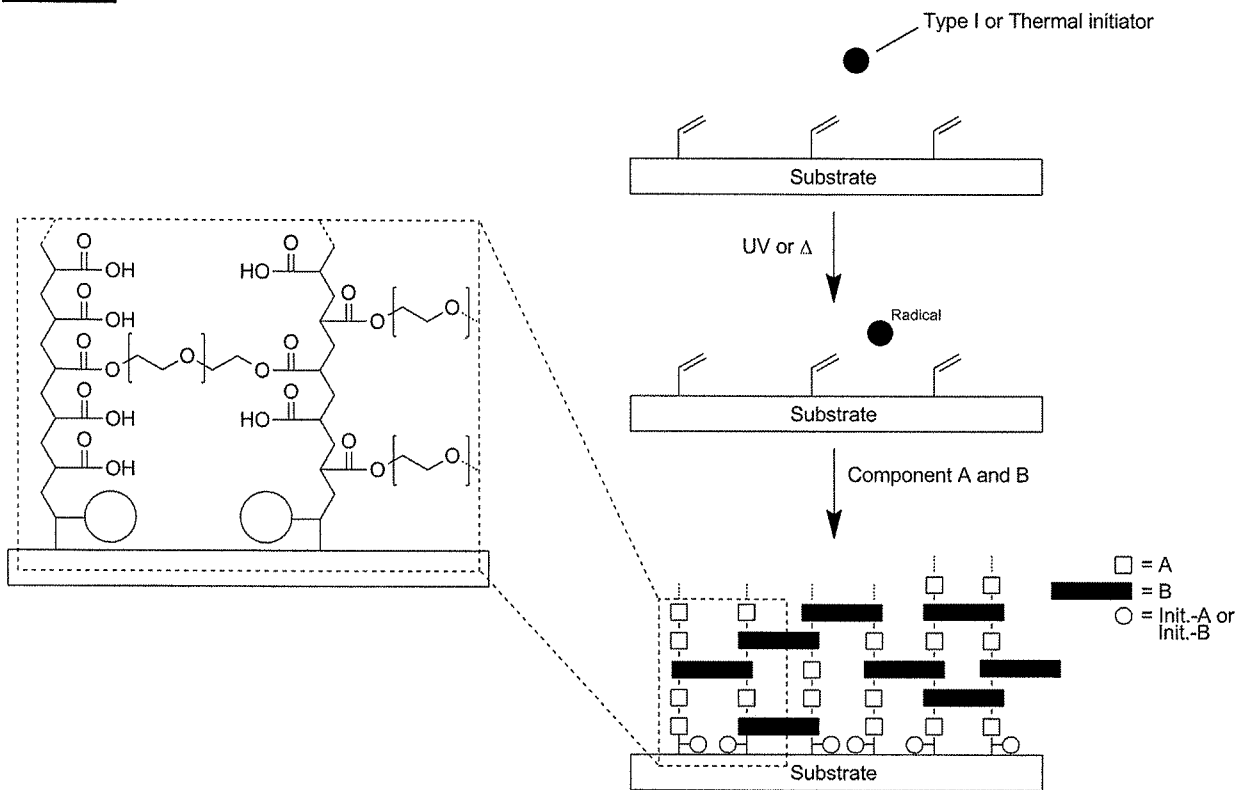 Type I or Thermal initiator
Substrate
UV or Δ
Radical
Substrate
Component A and B
= A
= B
= Init.-A or
Init.-B
Substrate
O
OH
O
OH
O
O
O
O
O
OH
O
OH
O
HO
O
O
O
O
O
HO
O
O
O